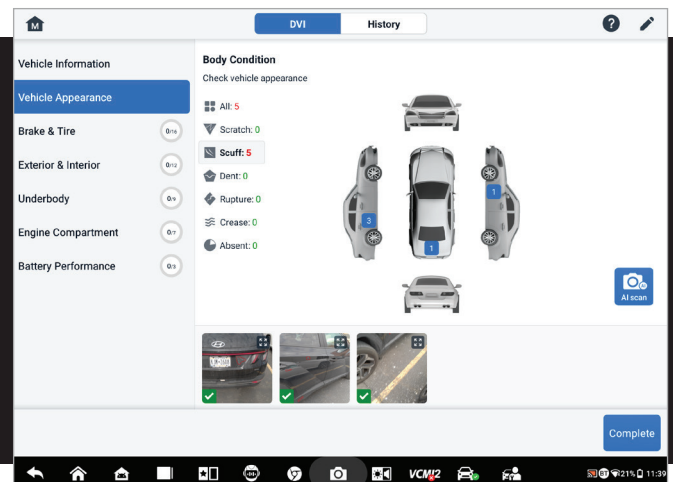 M
DVI
History
?
Vehicle Information
Vehicle Appearance
Brake & Tire
0/16
Exterior & Interior
0/12
Underbody
0/9
Engine Compartment
0/7
Battery Performance
0/3
Body Condition
Check vehicle appearance
All: 5
Scratch: 0
Scuff: 5
Dent: 0
Rupture: 0
Crease: 0
Absent: 0
1
3
1
AI scan
Complete
VCMI2
21% 11:39